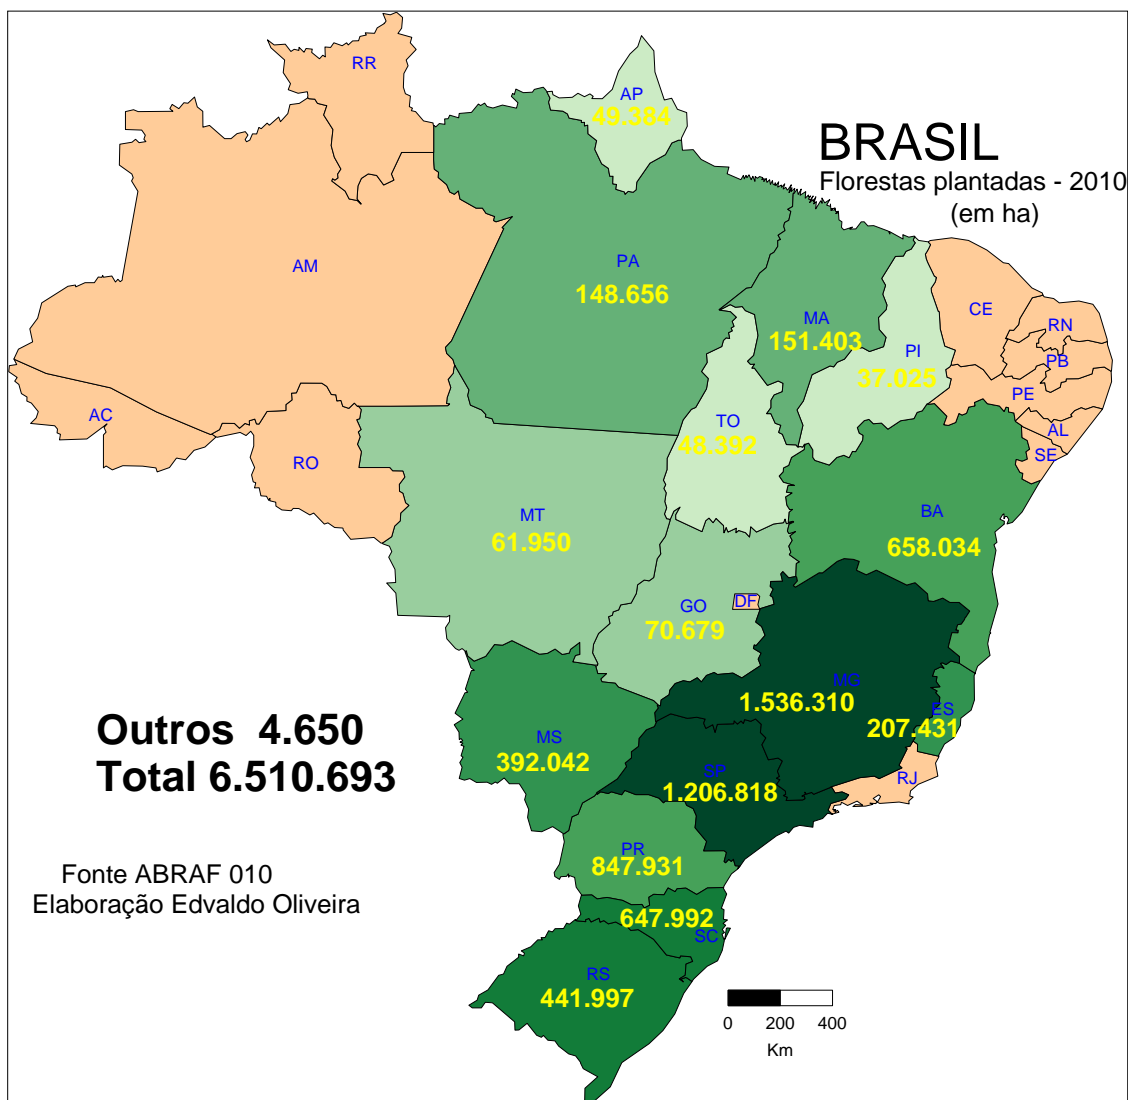 RR
AP
49.384
BRASIL
Florestas plantadas - 2010
(em ha)
AM
PA
148.656
MA
151.403
PI
37.025
CE
RN
PB
PE
AL
SE
AC
RO
TO
48.392
MT
61.950
BA
658.034
GO
70.679
DF
MG
1.536.310
ES
207.431
Outros 4.650
Total 6.510.693
MS
392.042
SP
1.206.818
RJ
PR
847.931
Fonte ABRAF 010
Elaboração Edvaldo Oliveira
647.992
SC
RS
441.997
0 200 400
Km